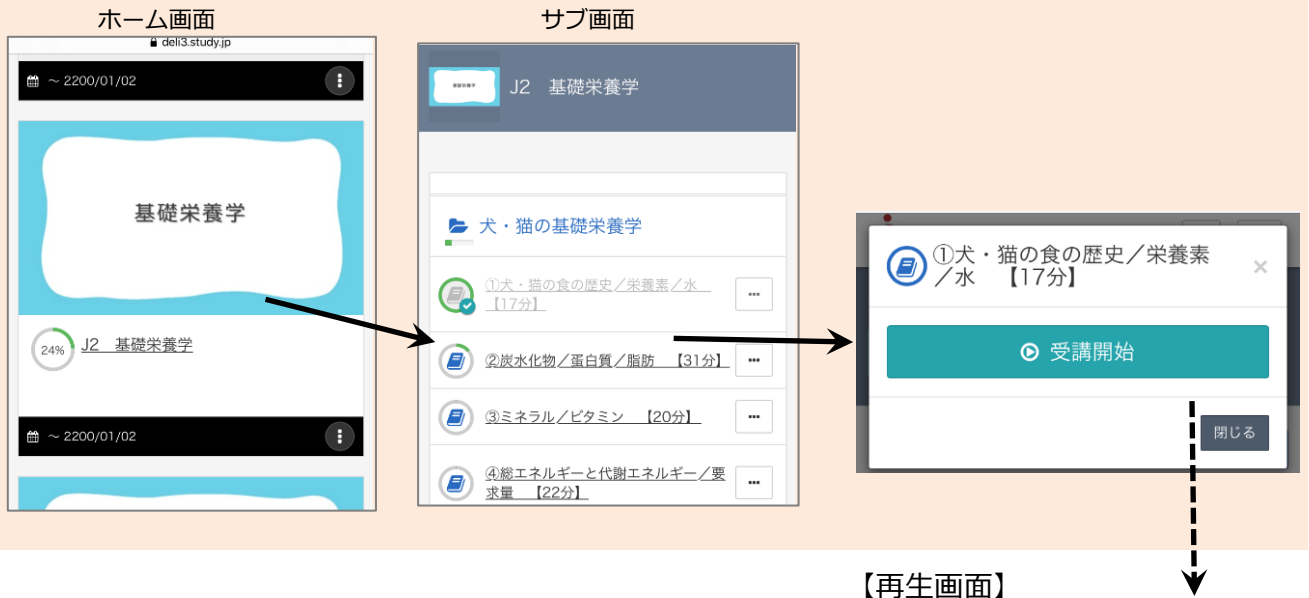 ホーム画面
deli3.study.jp
～ 2200/01/02
基礎栄養学
24%
J2 基礎栄養学
～ 2200/01/02
サブ画面
J2 基礎栄養学
犬・猫の基礎栄養学
①犬・猫の食の歴史／栄養素／水
【17分】
②炭水化物／蛋白質／脂肪 【31分】
③ミネラル／ビタミン 【20分】
④総エネルギーと代謝エネルギー／要
求量 【22分】
①犬・猫の食の歴史／栄養素
／水 【17分】
×
受講開始
閉じる
【再生画面】